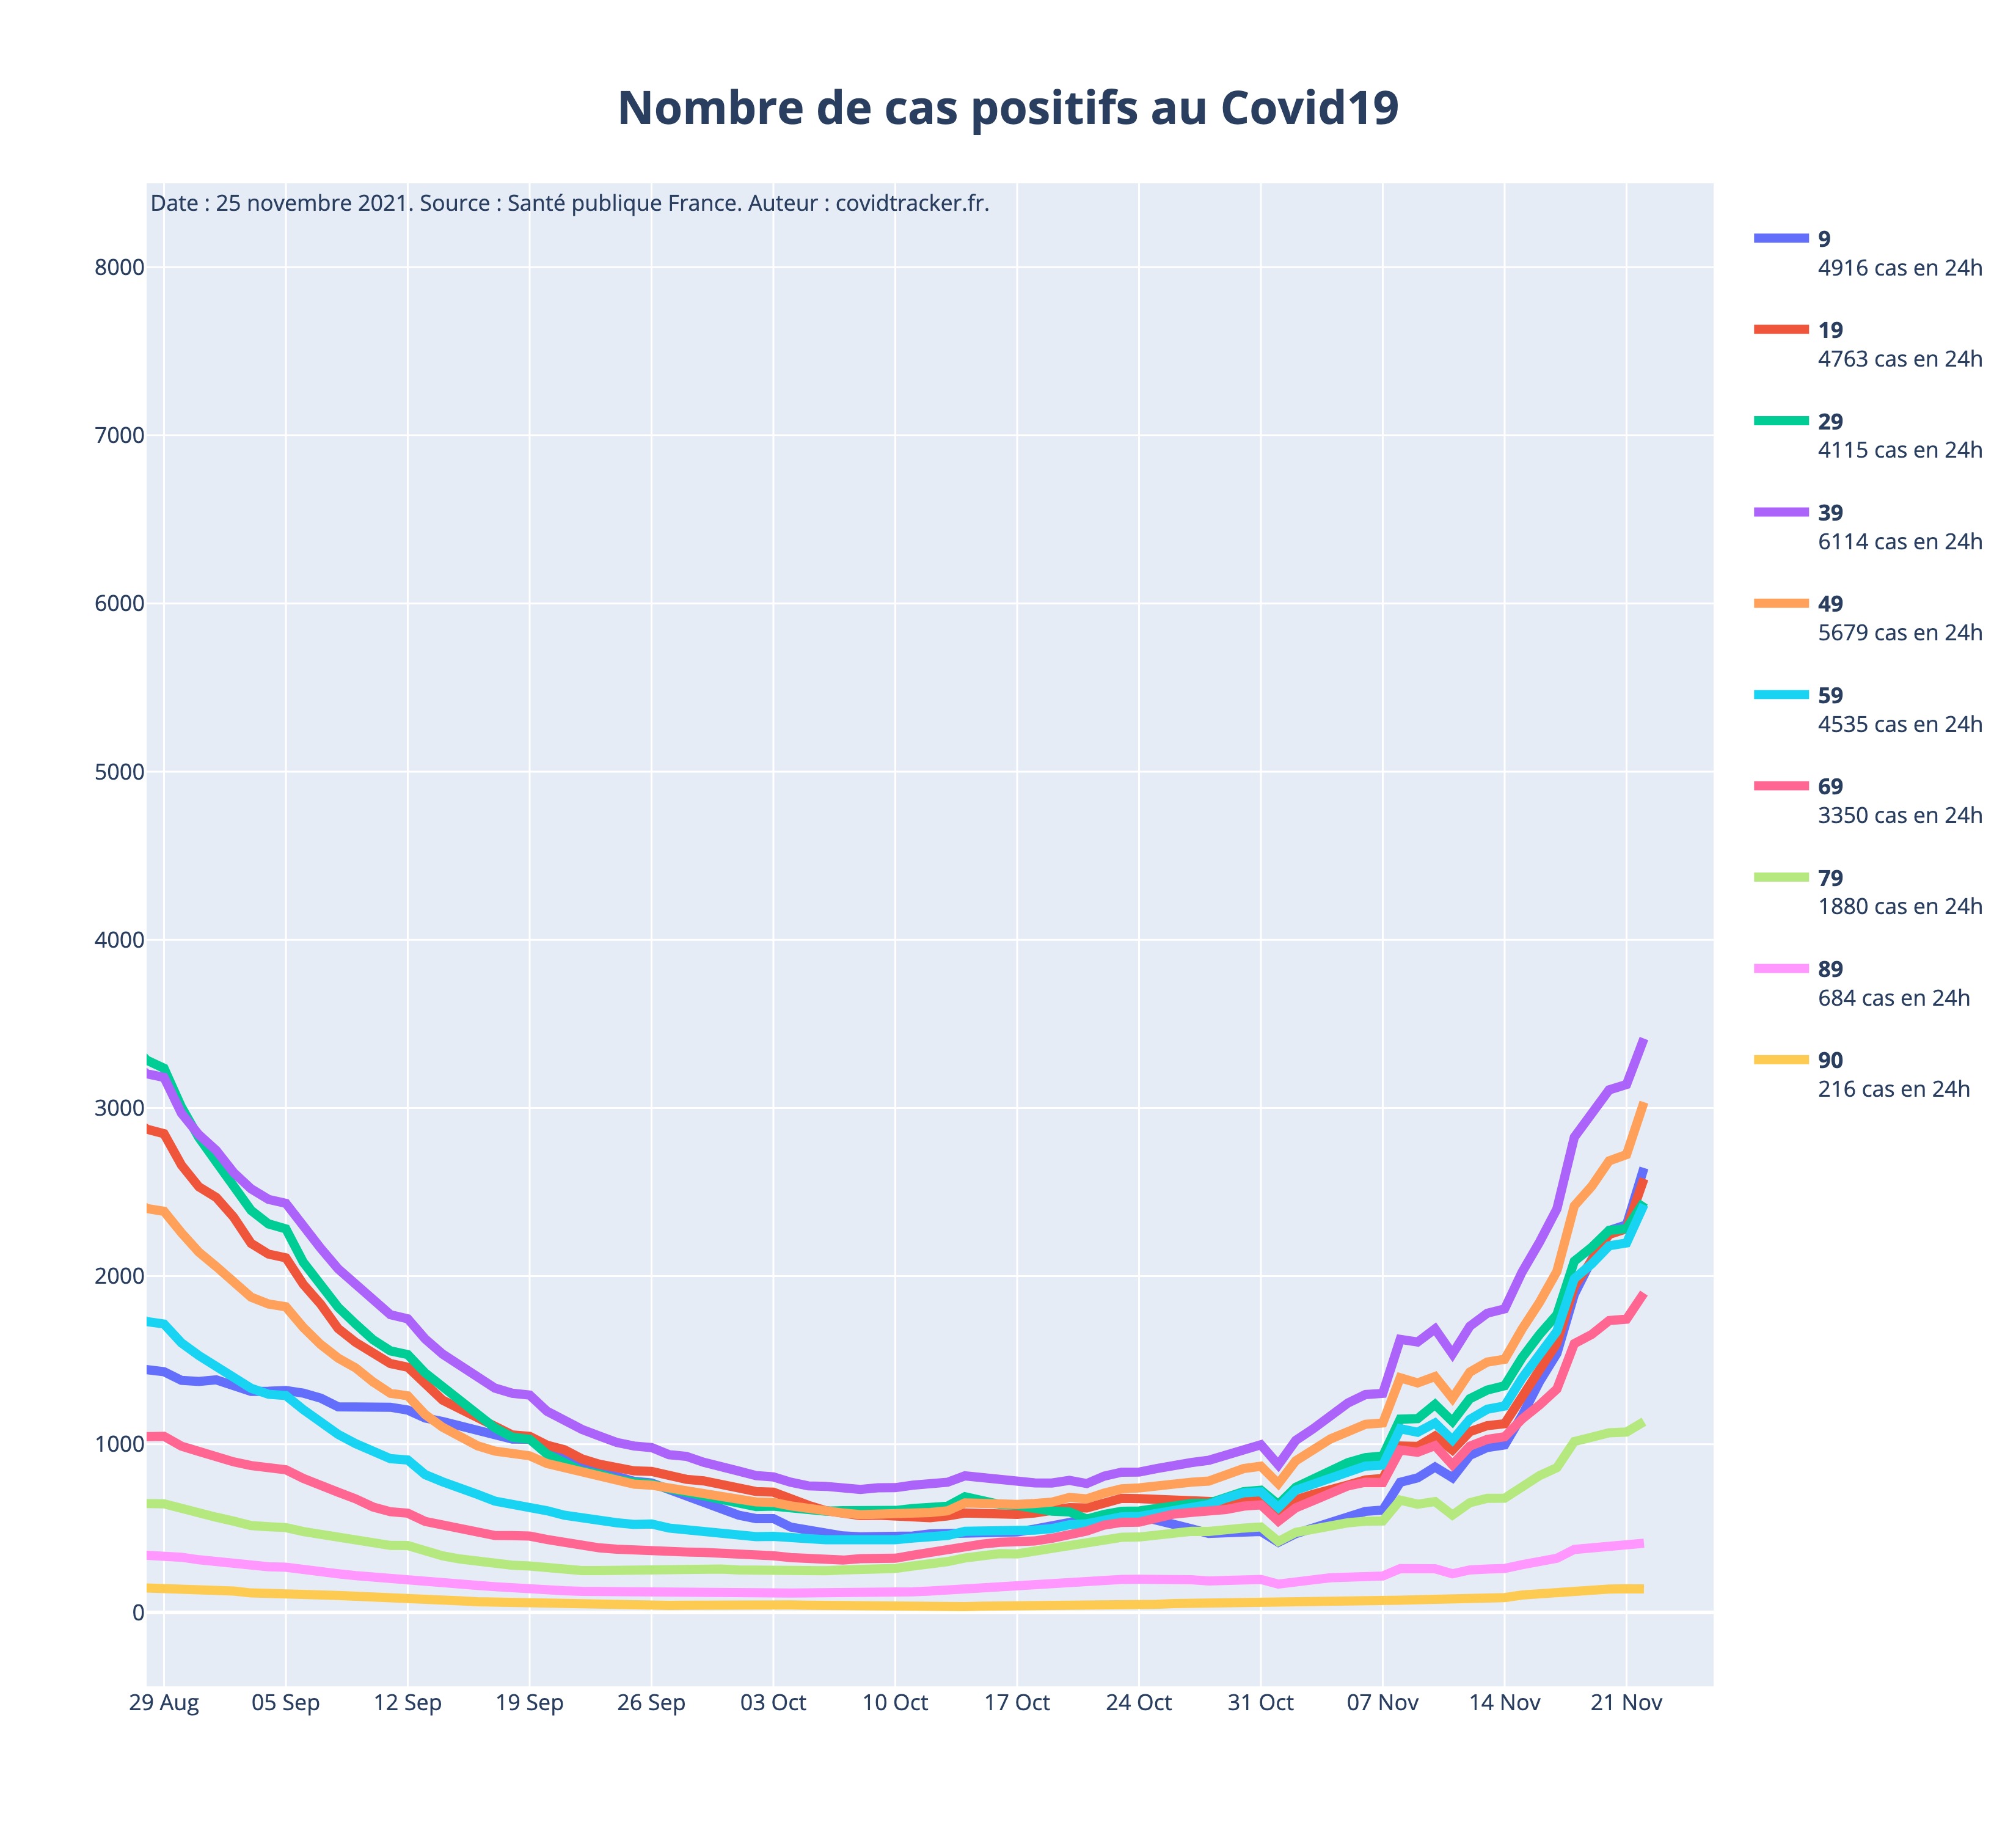 Nombre de cas positifs au Covid19
Date : 25 novembre 2021. Source : Santé publique France. Auteur : covidtracker.fr.
8000
7000
6000
5000
4000
3000
2000
1000
0
29 Aug
05 Sep
12 Sep
19 Sep
26 Sep
03 Oct
10 Oct
17 Oct
24 Oct
31 Oct
07 Nov
14 Nov
21 Nov
9
4916 cas en 24h
19
4763 cas en 24h
29
4115 cas en 24h
39
6114 cas en 24h
49
5679 cas en 24h
59
4535 cas en 24h
69
3350 cas en 24h
79
1880 cas en 24h
89
684 cas en 24h
90
216 cas en 24h